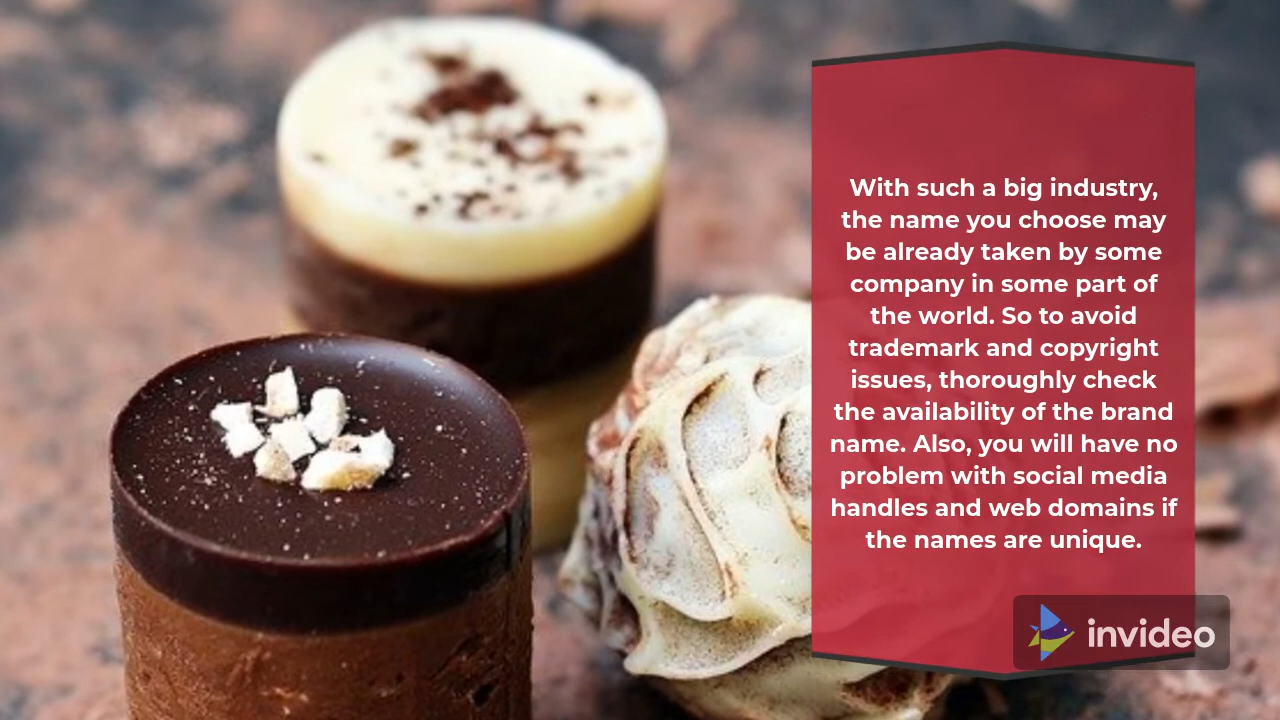 With such a big industry,
the name you choose may
be already taken by some
company in some part of
the world. So to avoid
trademark and copyright
issues, thoroughly check
the availability of the brand
name. Also, you will have no
problem with social media
handles and web domains if
the names are unique.
invideo